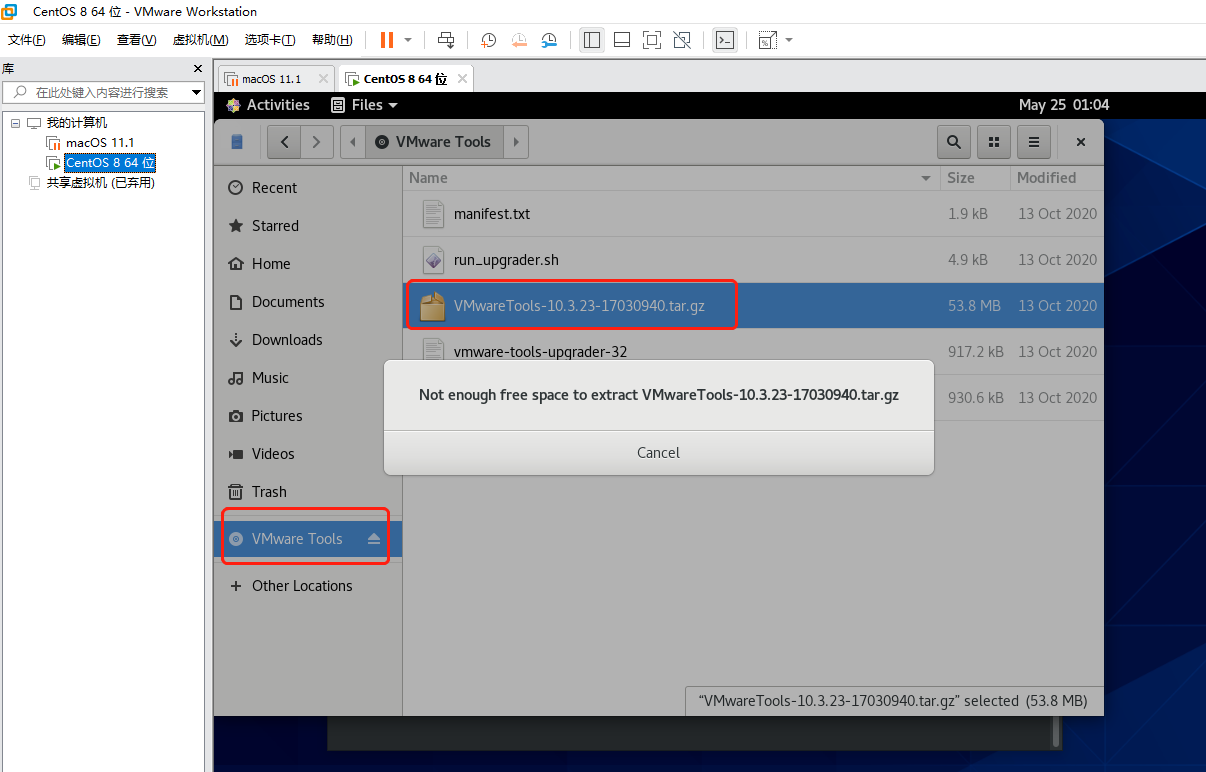 CentOS 8 64 位 - VMware Workstation
文件(F) 编辑(E) 查看(V) 虚拟机(M) 选项卡(T) 帮助(H)
库
在此处键入内容进行搜索
我的计算机
macOS 11.1
CentOS 8 64 位
共享虚拟机 (已弃用)
macOS 11.1 CentOS 8 64 位
Activities Files May 25 01:04
VMware Tools
Recent
Starred
Home
Documents
Downloads
Music
Pictures
Videos
Trash
VMware Tools
Other Locations
Name Size Modified
manifest.txt 1.9 kB 13 Oct 2020
run_upgrader.sh 4.9 kB 13 Oct 2020
VMwareTools-10.3.23-17030940.tar.gz 53.8 MB 13 Oct 2020
vmware-tools-upgrader-32 917.2 kB 13 Oct 2020
930.6 kB 13 Oct 2020
Not enough free space to extract VMwareTools-10.3.23-17030940.tar.gz
Cancel
“VMwareTools-10.3.23-17030940.tar.gz” selected (53.8 MB)